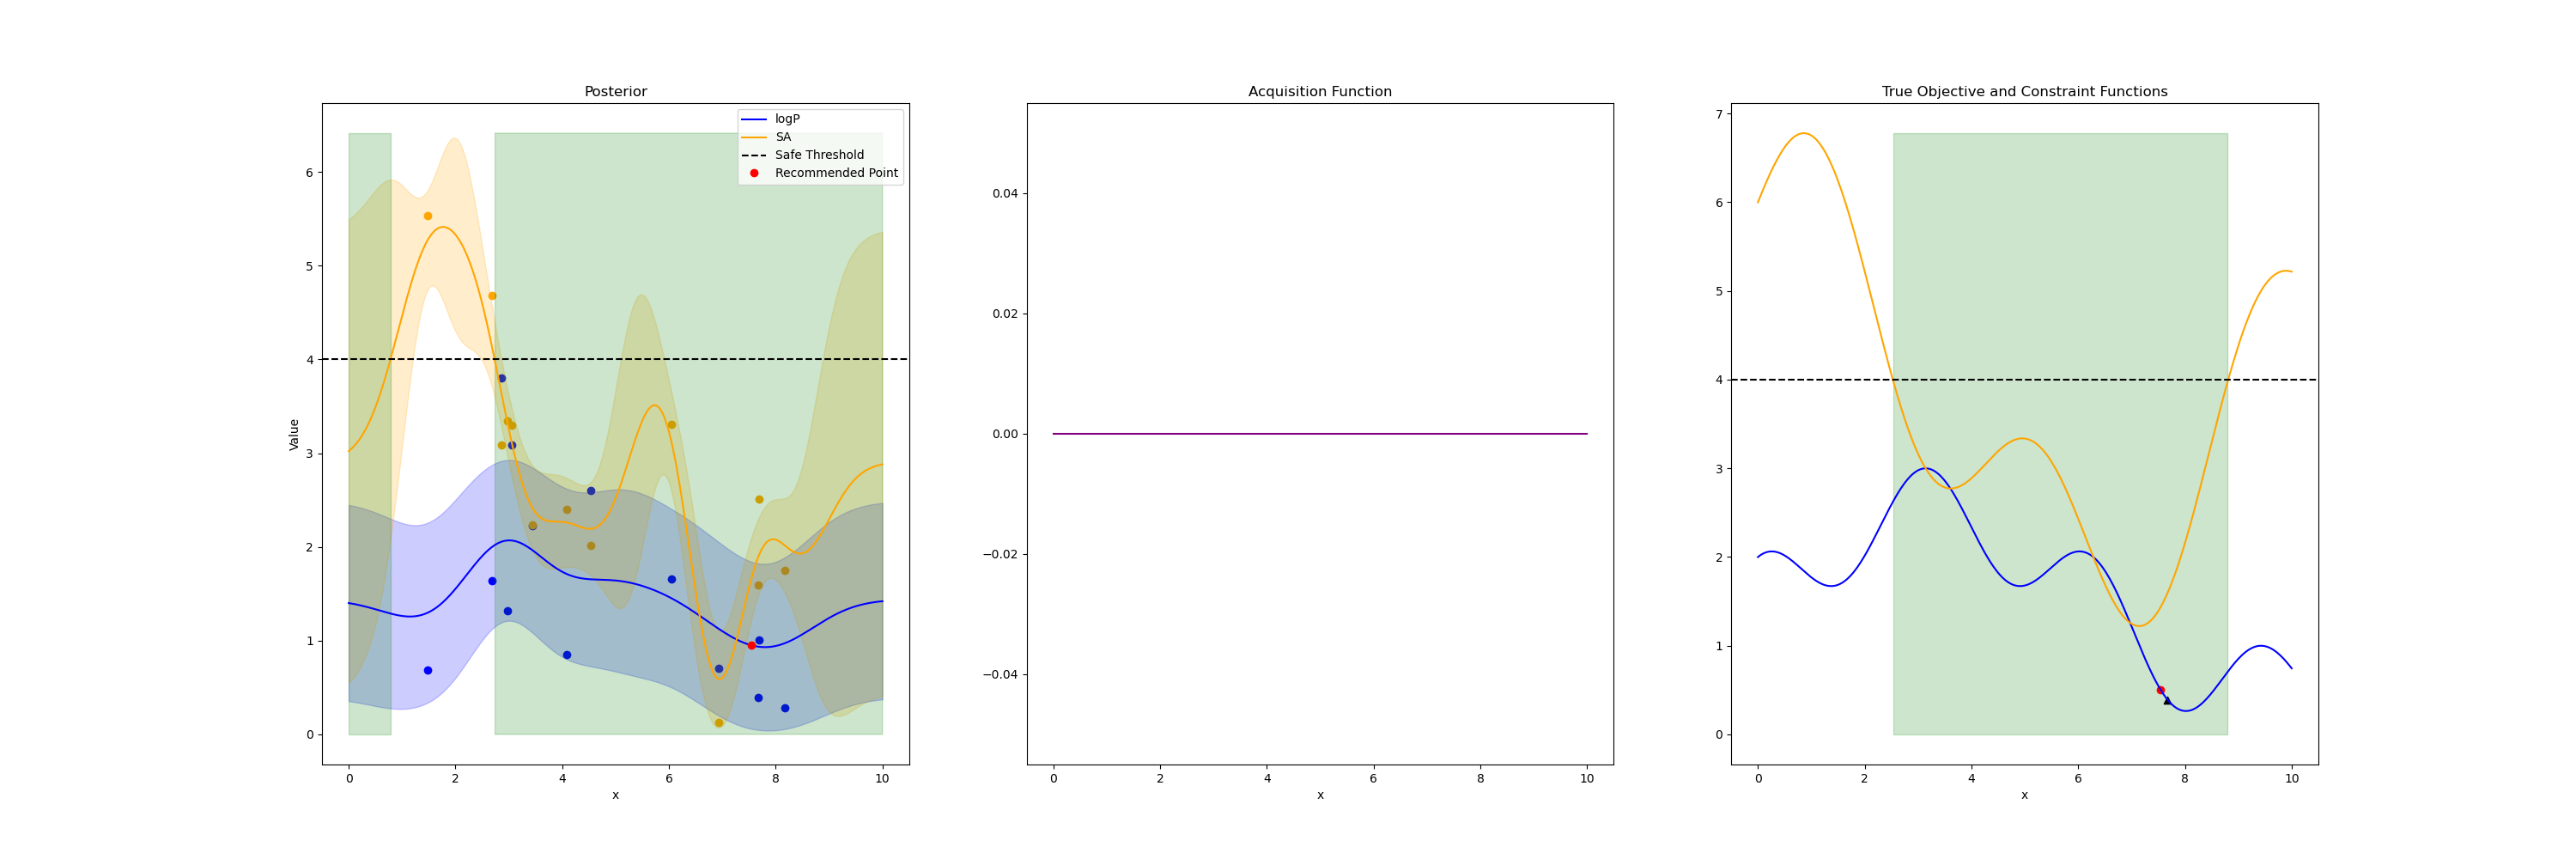 Posterior
logP
SA
Safe Threshold
Recommended Point
Value
6
5
4
3
2
1
0
0 2 4 6 8 10
x
Acquisition Function
0.04
0.02
0.00
−0.02
−0.04
0 2 4 6 8 10
x
True Objective and Constraint Functions
7
6
5
4
3
2
1
0
0 2 4 6 8 10
x